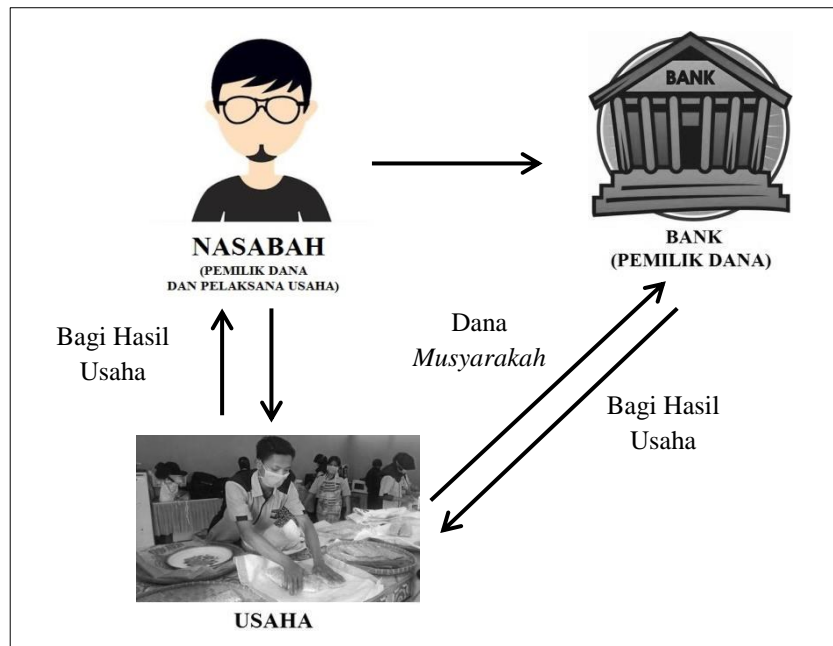 BANK
NASABAH
(PEMILIK DANA
DAN PELAKSANA USAHA)
BANK
(PEMILIK DANA)
Bagi Hasil
Usaha
Dana
Musyarakah
Bagi Hasil
Usaha
USAHA